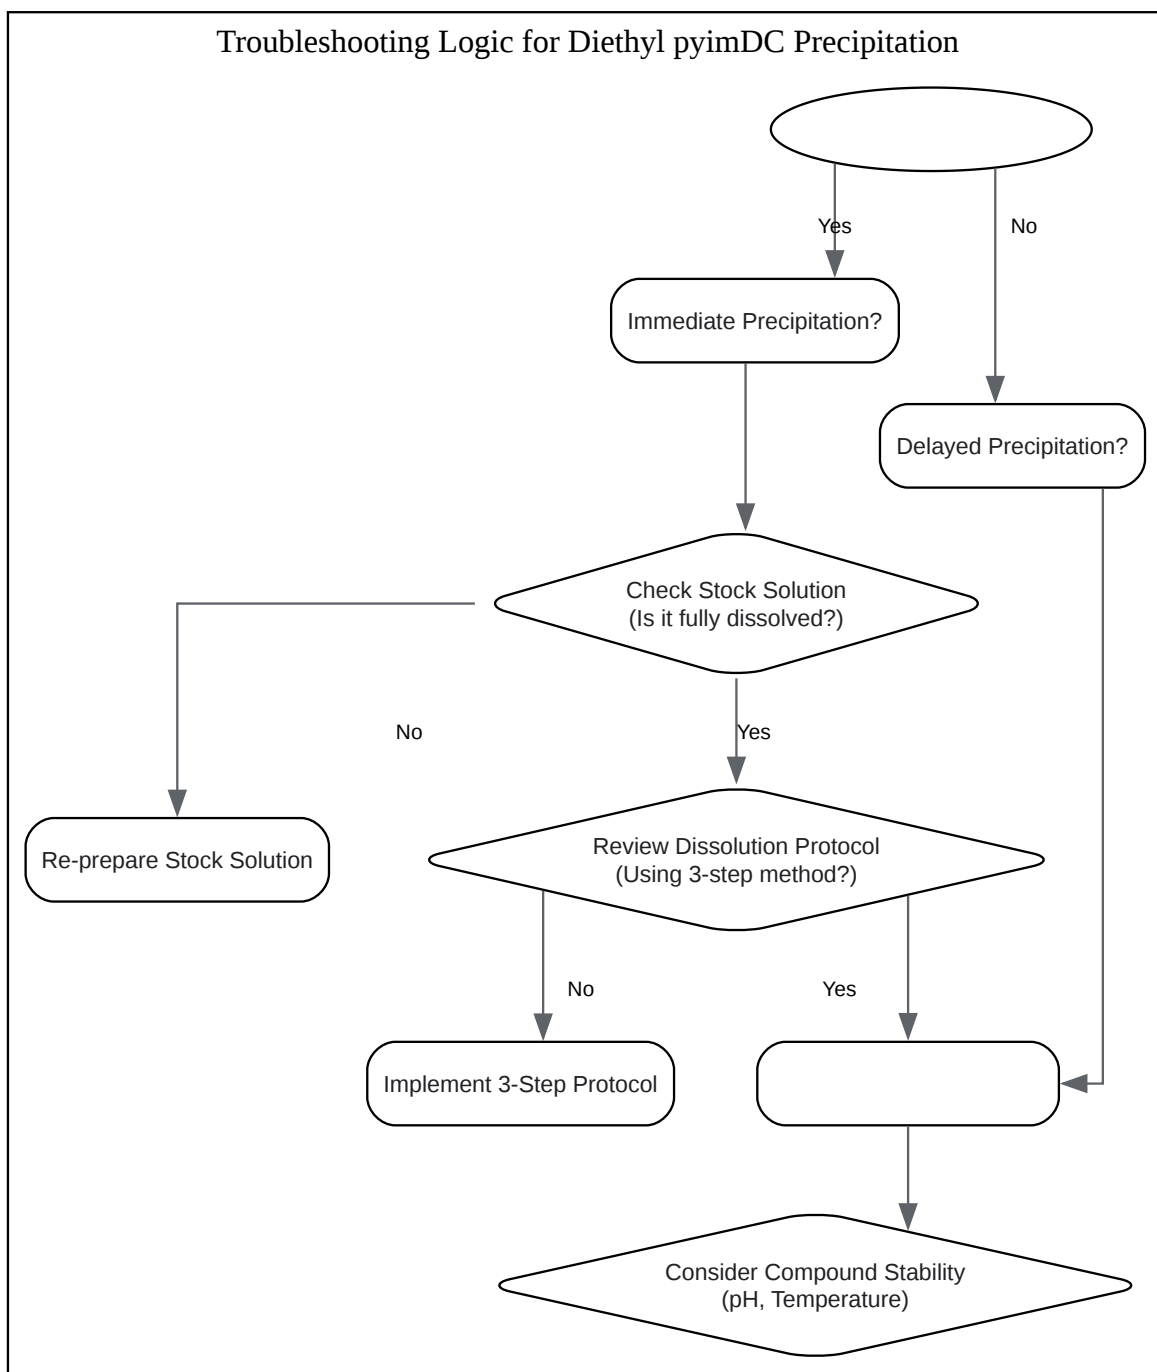 Troubleshooting Logic for Diethyl pyimDC Precipitation
Yes
No
Immediate Precipitation?
Delayed Precipitation?
Check Stock Solution
(Is it fully dissolved?)
No
Yes
Re-prepare Stock Solution
Review Dissolution Protocol
(Using 3-step method?)
No
Yes
Implement 3-Step Protocol
Consider Compound Stability
(pH, Temperature)